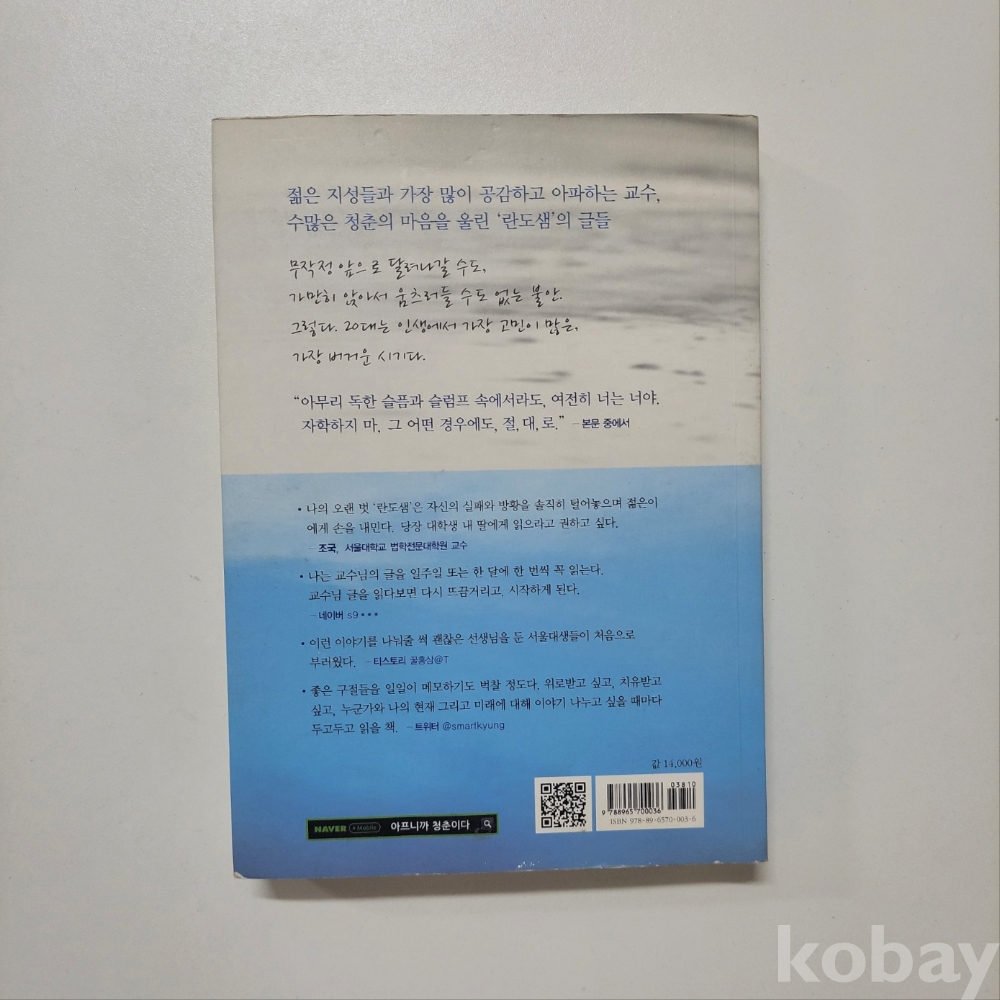 젊은 지성들과 가장 많이 공감하고 아파하는 교수,
수많은 청춘의 마음을 울린 ‘란도샘’의 글들
무작정 앞으로 달려나갈 수도,
가만히 앉아서 움츠러들 수도 없는 불안.
그렇다. 20대는 인생에서 가장 고민이 많은,
가장 버거운 시기다.
“아무리 독한 슬픔과 슬럼프 속에서라도, 여전히 너는 너야.
자학하지 마, 그 어떤 경우에도, 절, 대, 로.” – 본문 중에서
• 나의 오랜 벗 ‘란도샘’은 자신의 실패와 방황을 솔직히 털어놓으며 젊은이
에게 손을 내민다. 당장 대학생 내 딸에게 읽으라고 권하고 싶다.
– 조국, 서울대학교 법학전문대학원 교수
• 나는 교수님의 글을 일주일 또는 한 달에 한 번씩 꼭 읽는다.
교수님 글을 읽다보면 다시 뜨끔거리고, 시작하게 된다.
– 네이버 s9•••
• 이런 이야기를 나눠줄 썩 괜찮은 선생님을 둔 서울대생들이 처음으로
부러웠다. – 티스토리 꿀홍삼@T
• 좋은 구절들을 일일이 메모하기도 벅찰 정도다. 위로받고 싶고, 치유받고
싶고, 누군가와 나의 현재 그리고 미래에 대해 이야기 나누고 싶을 때마다
두고두고 읽을 책. – 트위터 @smartkyung
값 14,000원
03810
9 788965 700036
ISBN 978-89-6570-003-6
NAVER Mobile 아프니까 청춘이다
kobay